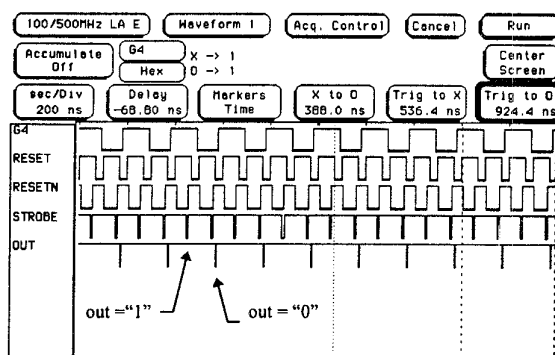 100/500MHz LA E Waveform 1 Acq. Control Cancel Run
Accumulate Off G4 Hex X -> 1 O -> 1 Center Screen
sec/Div 200 ns Delay -68.80 ns Markers Time X to O 388.0 ns Trig to X 536.4 ns Trig to O 924.4 ns
G4
RESET
RESETN
STROBE
OUT
out ="1" out ="0"